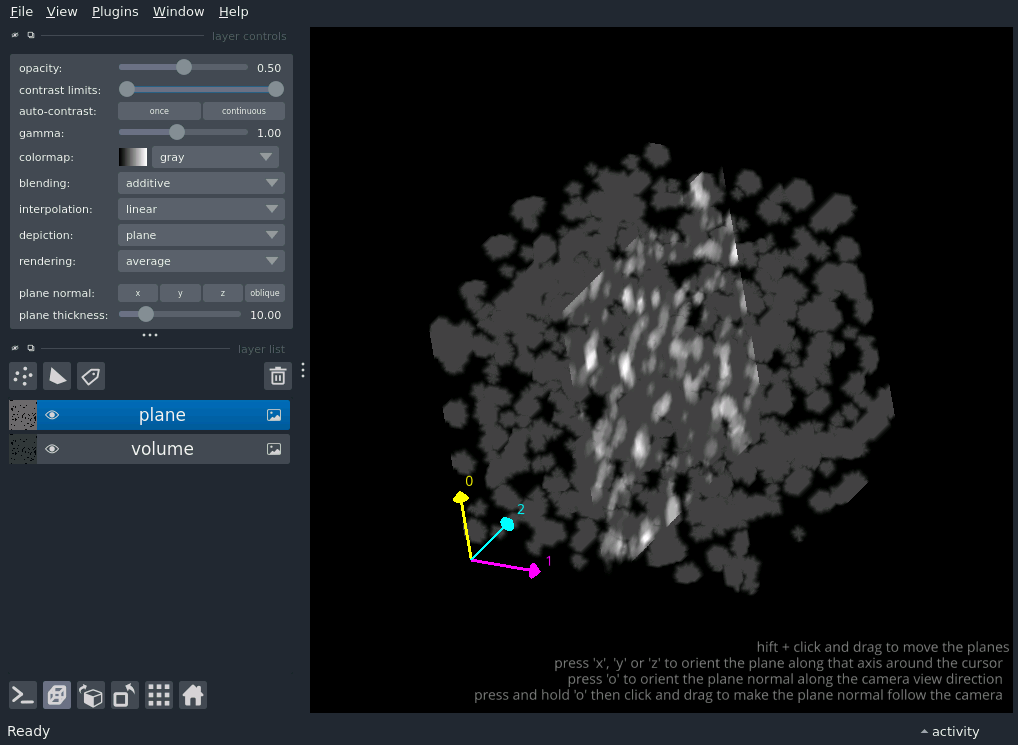 File View Plugins Window Help
layer controls
opacity: 0.50
contrast limits:
auto-contrast: once continuous
gamma: 1.00
colormap: gray
blending: additive
interpolation: linear
depiction: plane
rendering: average
plane normal: x y z oblique
plane thickness: 10.00
layer list
plane
volume
0
2
1
hift + click and drag to move the planes
press 'x', 'y' or 'z' to orient the plane along that axis around the cursor
press 'o' to orient the plane normal along the camera view direction
press and hold 'o' then click and drag to make the plane normal follow the camera
Ready
activity